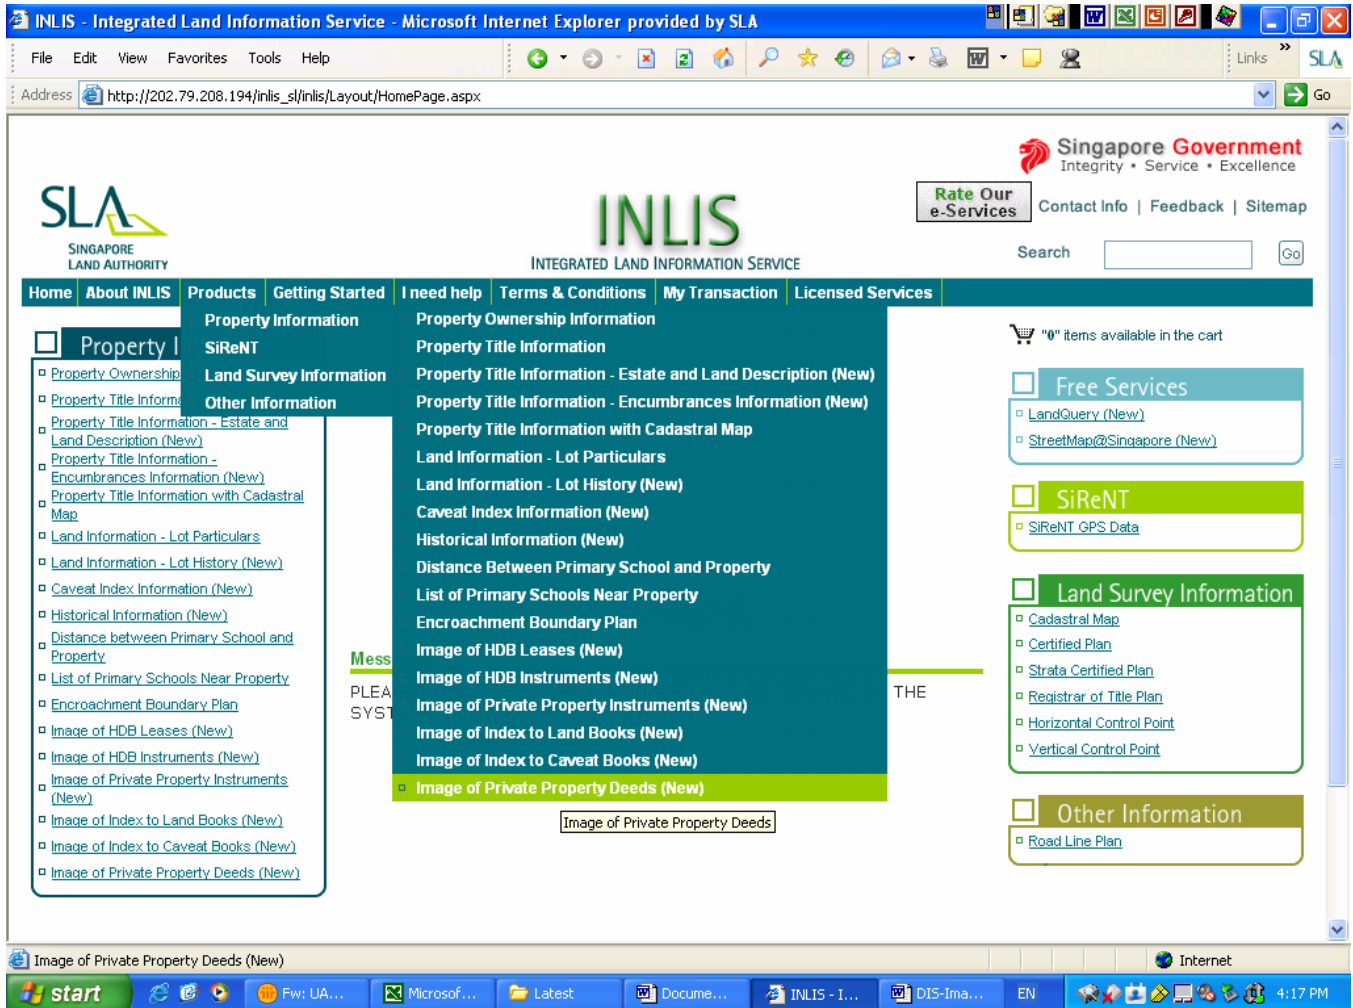 INLIS - Integrated Land Information Service - Microsoft Internet Explorer provided by SLA
File Edit View Favorites Tools Help
Links » SLA
Address http://202.79.208.194/inlis_sl/inlis/Layout/HomePage.aspx
Go
Singapore Government
Integrity • Service • Excellence
SLA
SINGAPORE
LAND AUTHORITY
INLIS
INTEGRATED LAND INFORMATION SERVICE
Rate Our
e-Services
Contact Info | Feedback | Sitemap
Search
Go
Home About INLIS Products Getting Started I need help Terms & Conditions My Transaction Licensed Services
Property Information
SiReNT
Land Survey Information
Other Information
Property Ownership Information
Property Title Information
Property Title Information - Estate and Land Description (New)
Property Title Information - Encumbrances Information (New)
Property Title Information with Cadastral Map
Land Information - Lot Particulars
Land Information - Lot History (New)
Caveat Index Information (New)
Historical Information (New)
Distance Between Primary School and Property
List of Primary Schools Near Property
Encroachment Boundary Plan
Image of HDB Leases (New)
Image of HDB Instruments (New)
Image of Private Property Instruments (New)
Image of Index to Land Books (New)
Image of Index to Caveat Books (New)
Image of Private Property Deeds (New)
Image of Private Property Deeds
Property I
Property Ownership
Property Title Informa
Property Title Information - Estate and
Land Description (New)
Property Title Information -
Encumbrances Information (New)
Property Title Information with Cadastral
Map
Land Information - Lot Particulars
Land Information - Lot History (New)
Caveat Index Information (New)
Historical Information (New)
Distance between Primary School and
Property
List of Primary Schools Near Property
Encroachment Boundary Plan
Image of HDB Leases (New)
Image of HDB Instruments (New)
Image of Private Property Instruments
(New)
Image of Index to Land Books (New)
Image of Index to Caveat Books (New)
Image of Private Property Deeds (New)
Mess
PLEA THE
SYST
"0" items available in the cart
Free Services
LandQuery (New)
StreetMap@Singapore (New)
SiReNT
SiReNT GPS Data
Land Survey Information
Cadastral Map
Certified Plan
Strata Certified Plan
Registrar of Title Plan
Horizontal Control Point
Vertical Control Point
Other Information
Road Line Plan
Image of Private Property Deeds (New)
Internet
start
Fw: UA...
Microsof...
Latest
Docume...
INLIS - I...
DIS-Ima...
EN
4:17 PM